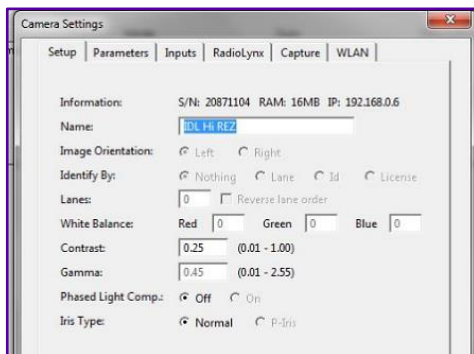 Camera Settings
Setup Parameters Inputs RadioLynx Capture WLAN
Information: S/N: 20871104 RAM: 16MB IP: 192.168.0.6
Name: IDL Hi REZ
Image Orientation: Left Right
Identify By: Nothing Lane Id License
Lanes: 0 Reverse lane order
White Balance: Red 0 Green 0 Blue 0
Contrast: 0.25 (0.01 - 1.00)
Gamma: 0.45 (0.01 - 2.55)
Phased Light Comp.: Off On
Iris Type: Normal P-Iris